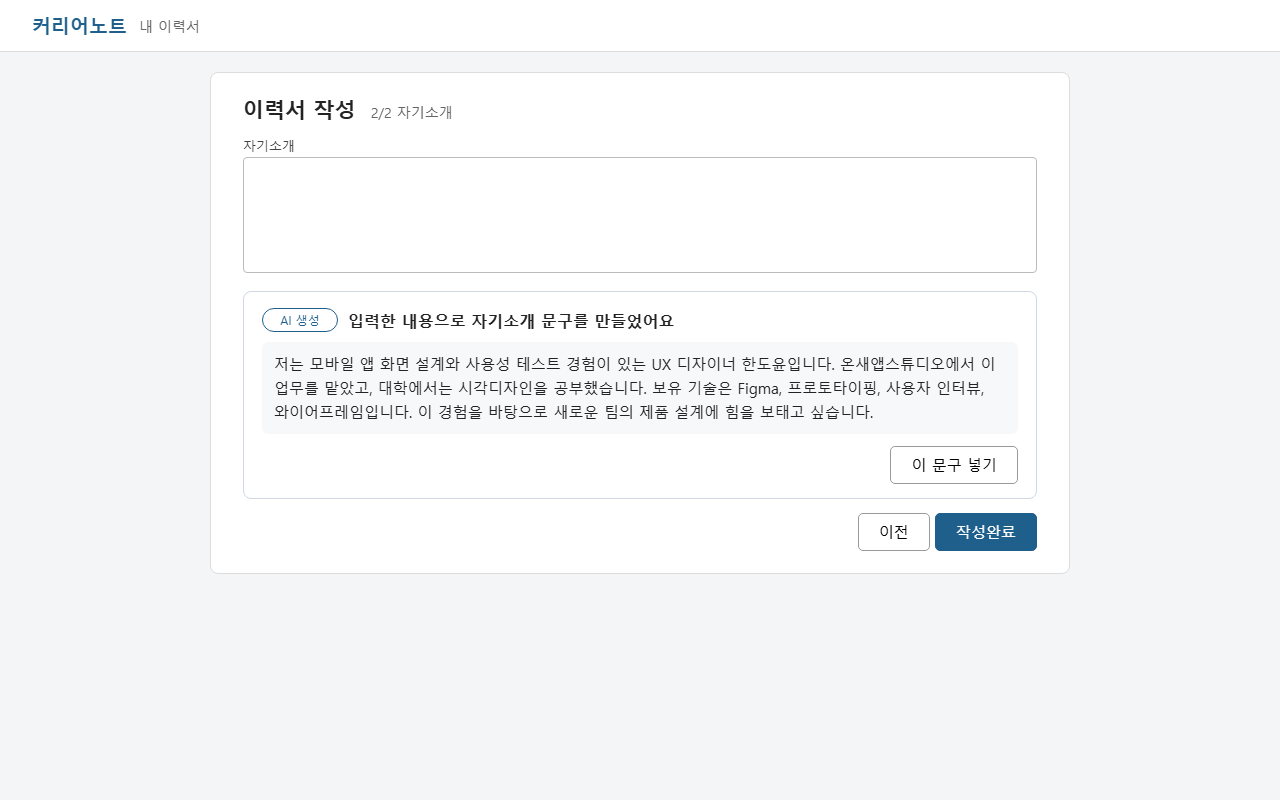 커리어노트 내 이력서
이력서 작성 2/2 자기소개
자기소개
AI 생성 입력한 내용으로 자기소개 문구를 만들었어요
저는 모바일 앱 화면 설계와 사용성 테스트 경험이 있는 UX 디자이너 한도윤입니다. 온새앱스튜디오에서 이
업무를 맡았고, 대학에서는 시각디자인을 공부했습니다. 보유 기술은 Figma, 프로토타이핑, 사용자 인터뷰,
와이어프레임입니다. 이 경험을 바탕으로 새로운 팀의 제품 설계에 힘을 보태고 싶습니다.
이 문구 넣기
이전 작성완료